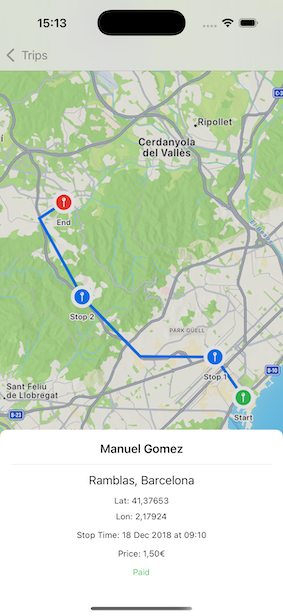 15:13
Trips
C-3
Ripollet
Cerdanyola
del Vallès
End
Stop 2
PARK GÜELL
Stop 1
B-10
Sant Feliu
de Llobregat
B-23
Start
Manuel Gomez
Ramblas, Barcelona
Lat: 41,37653
Lon: 2,17924
Stop Time: 18 Dec 2018 at 09:10
Price: 1,50€
Paid